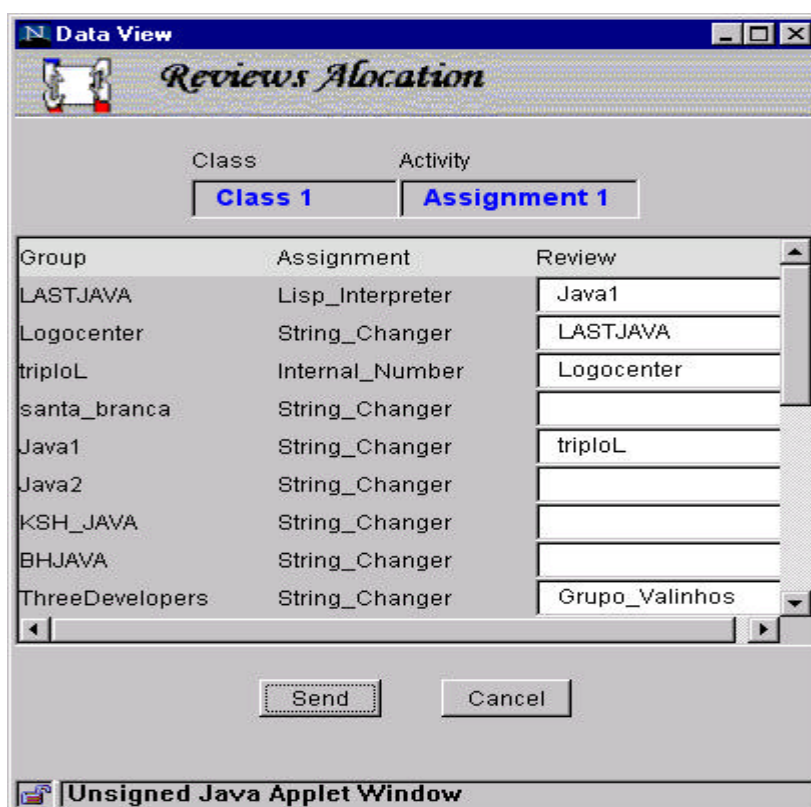 Data View
Reviews Alocation
Class Activity
Class 1 Assignment 1
Group Assignment Review
LASTJAVA Lisp_Interpreter Java1
Logocenter String_Changer LASTJAVA
triploL Internal_Number Logocenter
santa_branca String_Changer
Java1 String_Changer triploL
Java2 String_Changer
KSH_JAVA String_Changer
BHJAVA String_Changer
ThreeDevelopers String_Changer Grupo_Valinhos
Send Cancel
Unsigned Java Applet Window